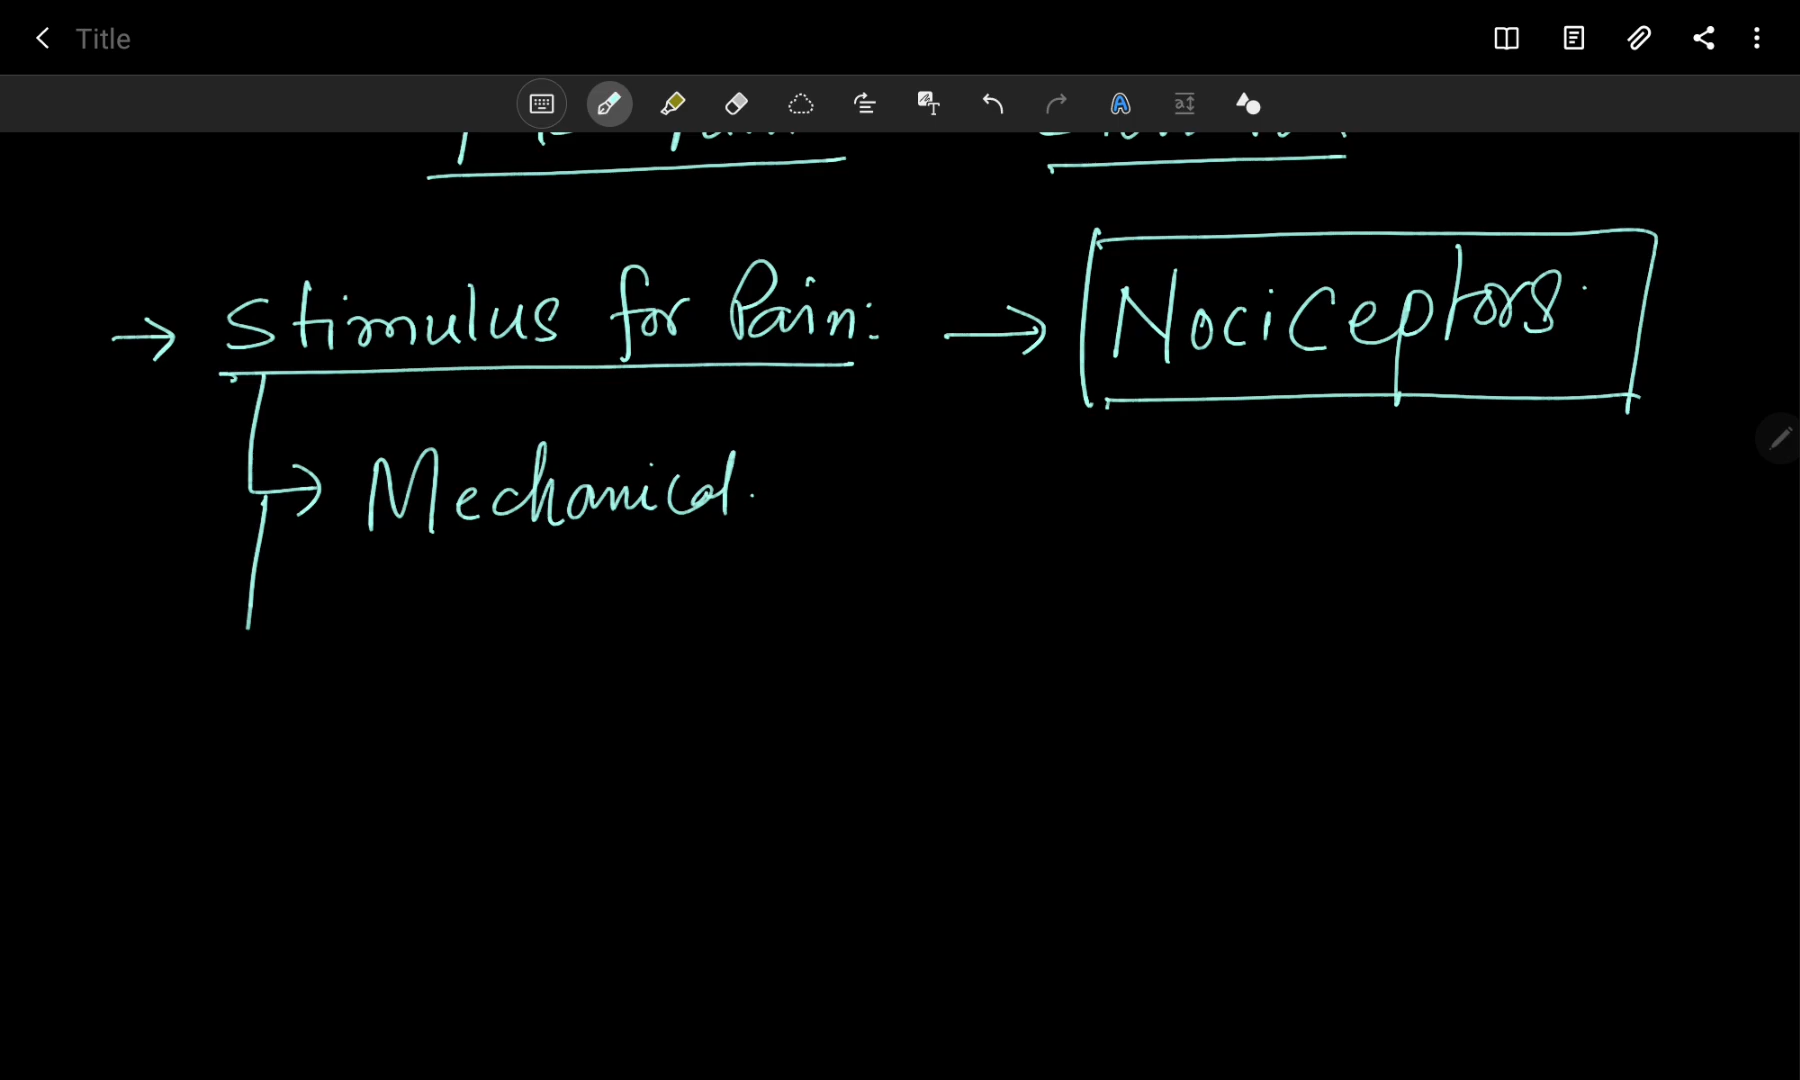 Title
→ Stimulus for Pain: → Nociceptors.
→ Mechanical.